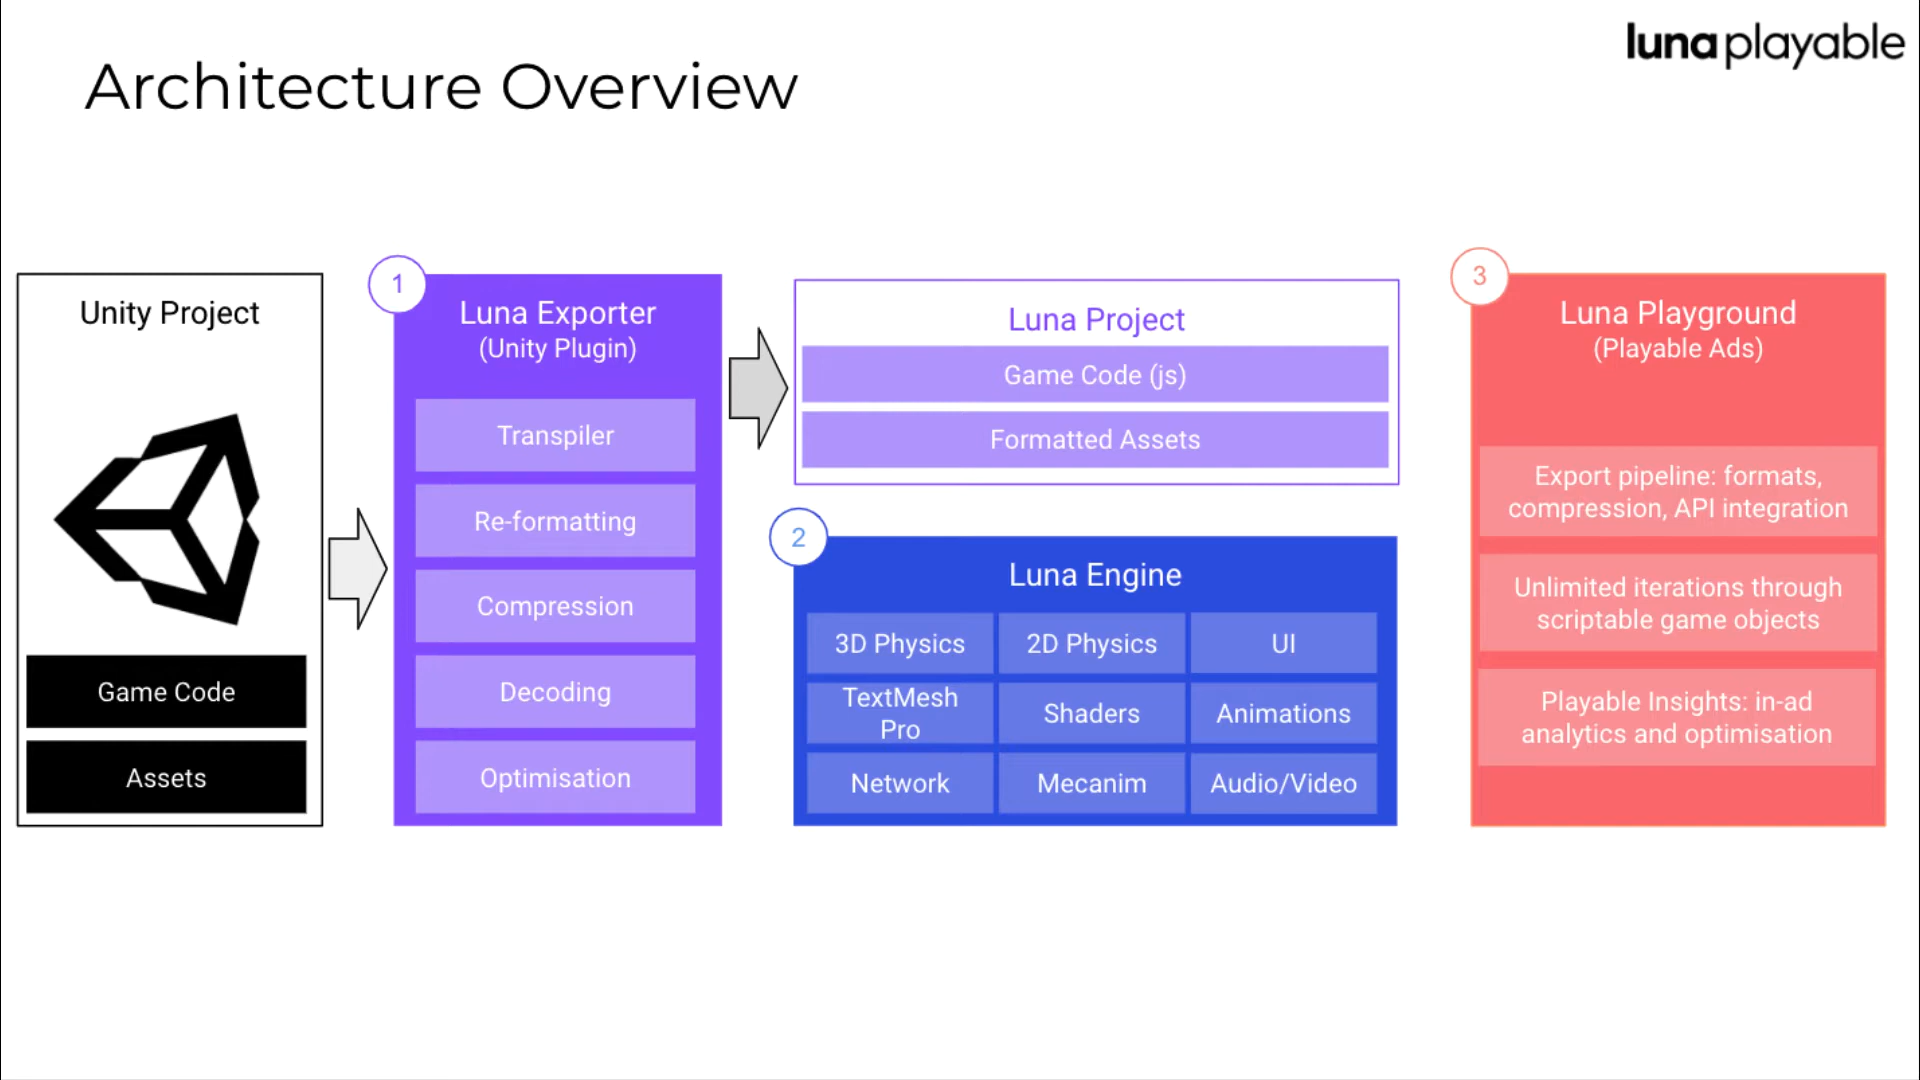 luna playable
Architecture Overview
Unity Project
Game Code
Assets
1
Luna Exporter
(Unity Plugin)
Transpiler
Re-formatting
Compression
Decoding
Optimisation
Luna Project
Game Code (js)
Formatted Assets
2
Luna Engine
3D Physics
2D Physics
UI
TextMesh
Pro
Shaders
Animations
Network
Mecanim
Audio/Video
3
Luna Playground
(Playable Ads)
Export pipeline: formats,
compression, API integration
Unlimited iterations through
scriptable game objects
Playable Insights: in-ad
analytics and optimisation